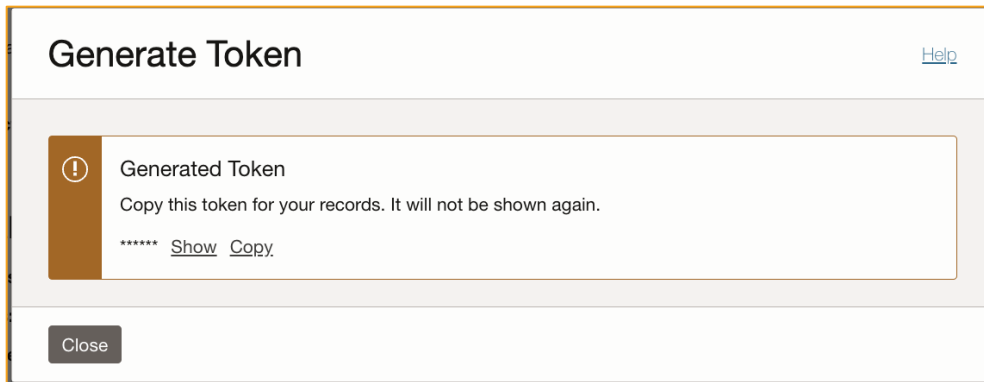 Generate Token
Help
Generated Token
Copy this token for your records. It will not be shown again.
****** Show Copy
Close